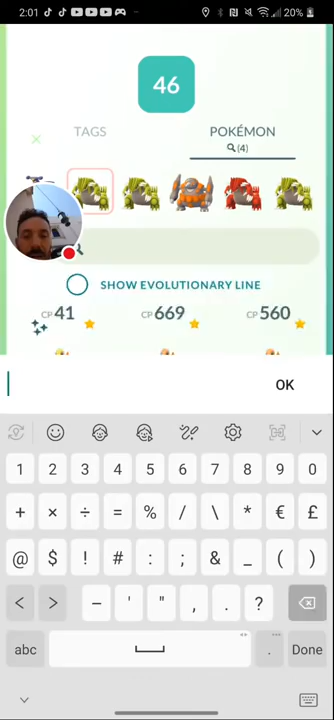 2:01 20%
46
TAGS POKÉMON
(4)
SHOW EVOLUTIONARY LINE
CP 41 CP 669 CP 560
OK
1 2 3 4 5 6 7 8 9 0
+ × ÷ = % / \ * € £
@ $ ! # : ; & _ ( )
< > – ' " , . ?
abc . Done